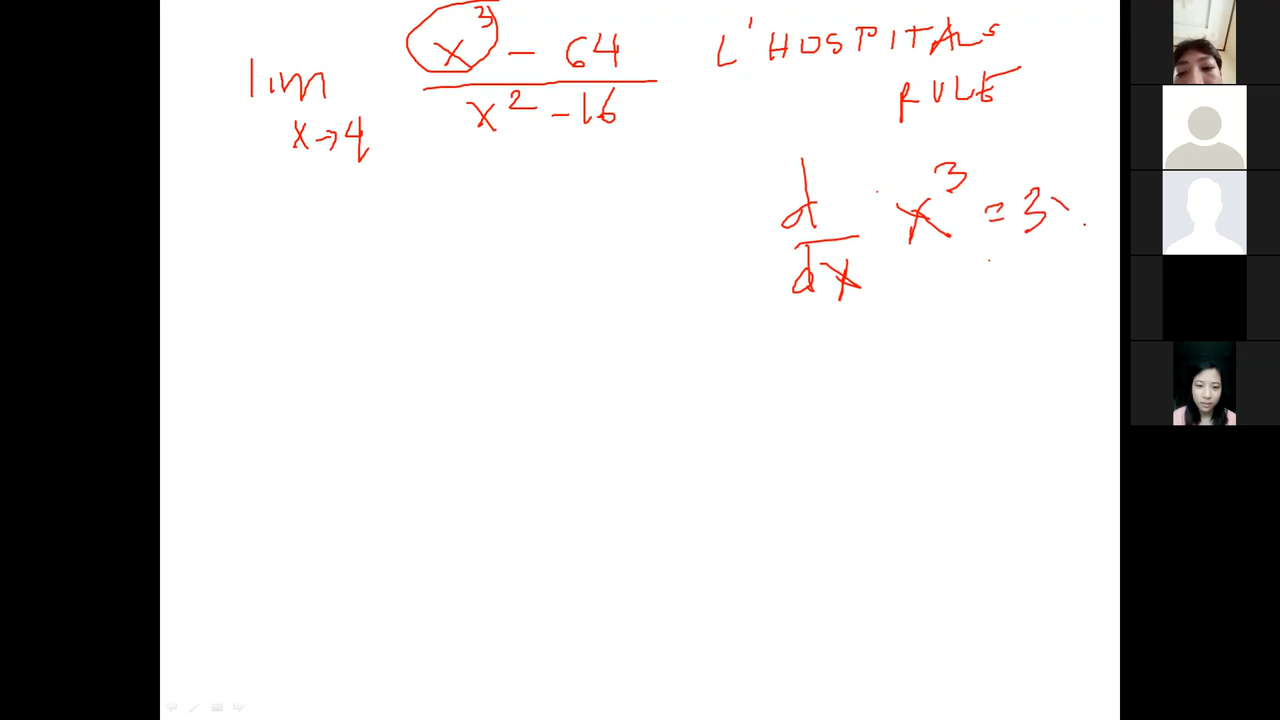 lim x→4 x³ - 64 / x² - 16
L'HOSPITALS
RULE
d/dx x³ = 3